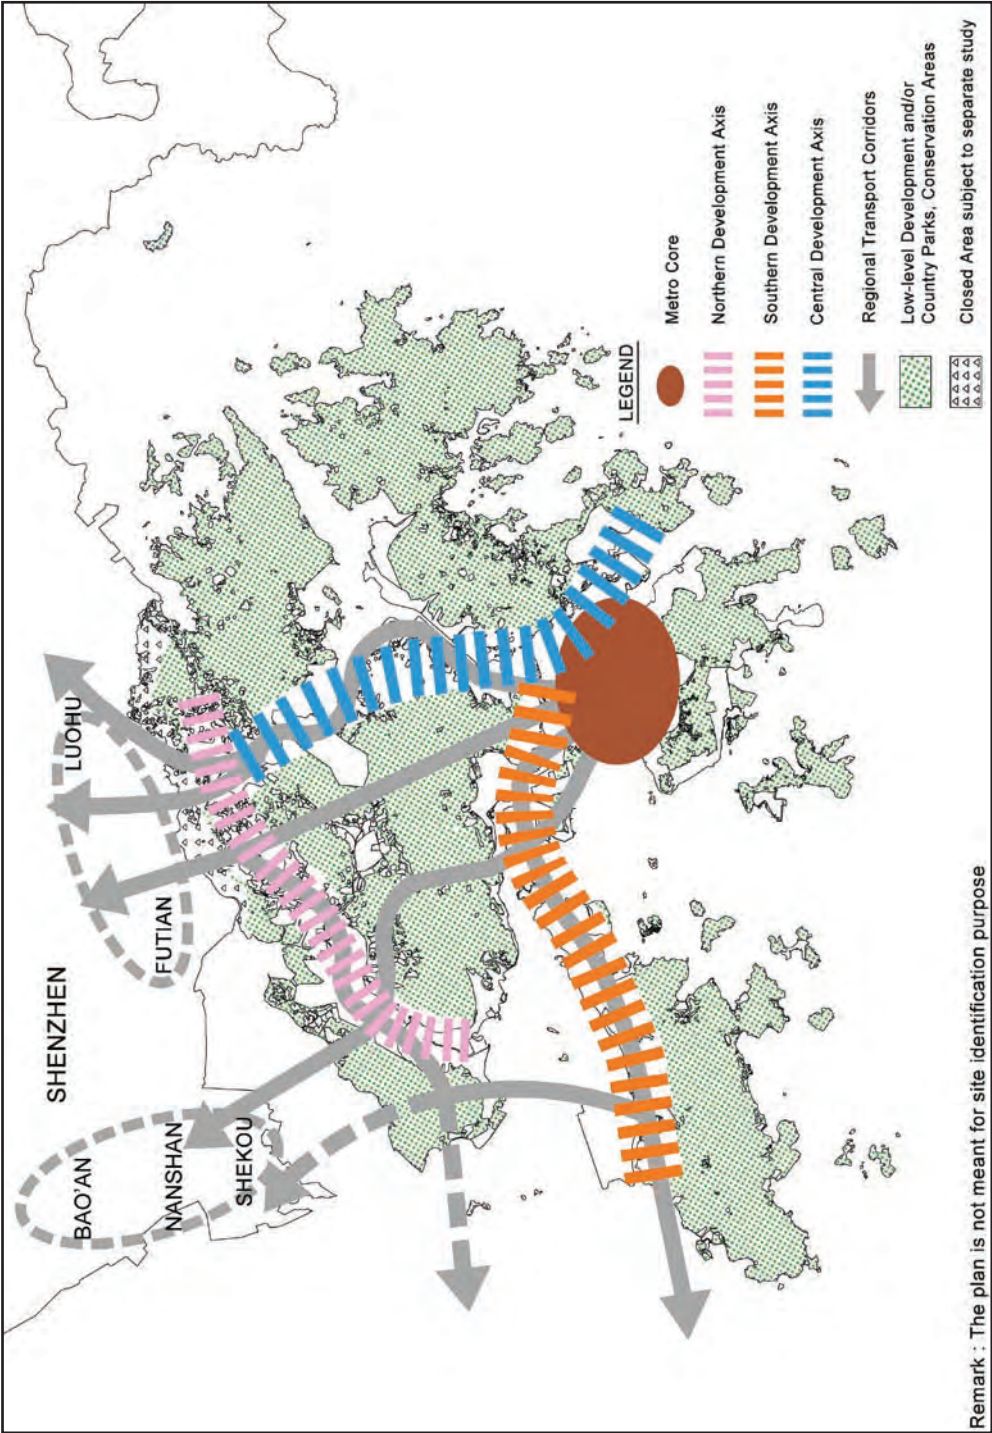 SHENZHEN
LUOHU
FUTIAN
BAO'AN
NANSHAN
SHEKOU
LEGEND
Metro Core
Northern Development Axis
Southern Development Axis
Central Development Axis
Regional Transport Corridors
Low-level Development and/or
Country Parks, Conservation Areas
Closed Area subject to separate study
Remark : The plan is not meant for site identification purpose